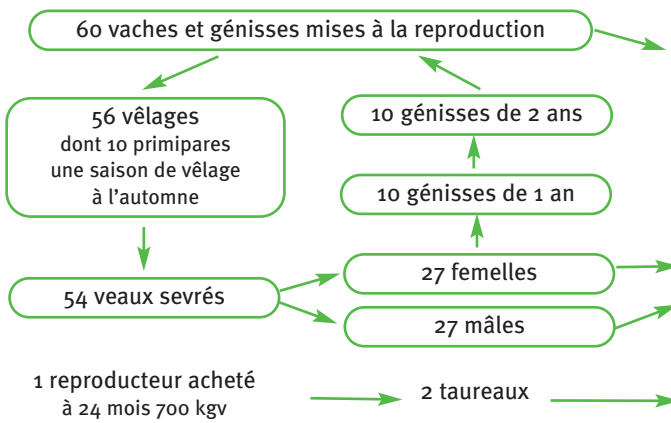 60 vaches et génisses mises à la reproduction
56 vêlages
dont 10 primipares
une saison de vêlage
à l'automne
10 génisses de 2 ans
10 génisses de 1 an
54 veaux sevrés
27 femelles
27 mâles
1 reproducteur acheté
à 24 mois 700 kgv
2 taureaux